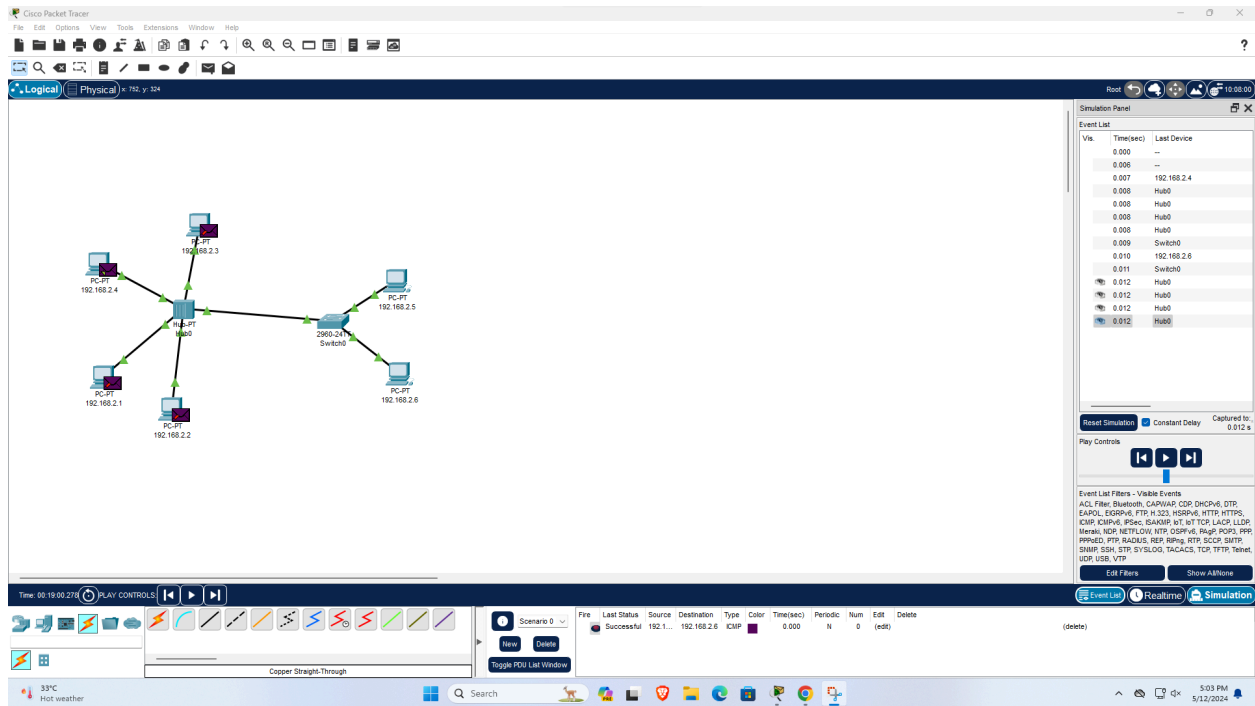 Cisco Packet Tracer
File Edit Options View Tools Extensions Window Help
?
Logical Physical x: 752, y: 324 Root 10:08:00
Simulation Panel
Event List
Vis. Time(sec) Last Device
0.000 --
0.006 --
0.007 192.168.2.4
0.008 Hub0
0.008 Hub0
0.008 Hub0
0.008 Hub0
0.009 Switch0
0.010 192.168.2.6
0.011 Switch0
0.012 Hub0
0.012 Hub0
0.012 Hub0
0.012 Hub0
PC-PT
192.168.2.3
PC-PT
192.168.2.4
PC-PT
192.168.2.5
Hub-PT
Hub0
2960-24TT
Switch0
PC-PT
192.168.2.1
PC-PT
192.168.2.6
PC-PT
192.168.2.2
Reset Simulation Constant Delay Captured to:
0.012 s
Play Controls
Event List Filters - Visible Events
ACL Filter, Bluetooth, CAPWAP, CDP, DHCPv6, DTP,
EAPOL, EIGRPv6, FTP, H.323, HSRPv6, HTTP, HTTPS,
ICMP, ICMPv6, IPSec, ISAKMP, IoT, IoT TCP, LACP, LLDP,
Meraki, NDP, NETFLOW, NTP, OSPFv6, PAgP, POP3, PPP,
PPPoED, PTP, RADIUS, REP, RIPng, RTP, SCCP, SMTP,
SNMP, SSH, STP, SYSLOG, TACACS, TCP, TFTP, Telnet,
UDP, USB, VTP
Edit Filters Show All/None
Time: 00:19:00.278 PLAY CONTROLS: Event List Realtime Simulation
Scenario 0
New Delete
Toggle PDU List Window
Fire Last Status Source Destination Type Color Time(sec) Periodic Num Edit Delete
Successful 192.1... 192.168.2.6 ICMP 0.000 N 0 (edit) (delete)
Copper Straight-Through
33°C
Hot weather
Search
5:03 PM
5/12/2024